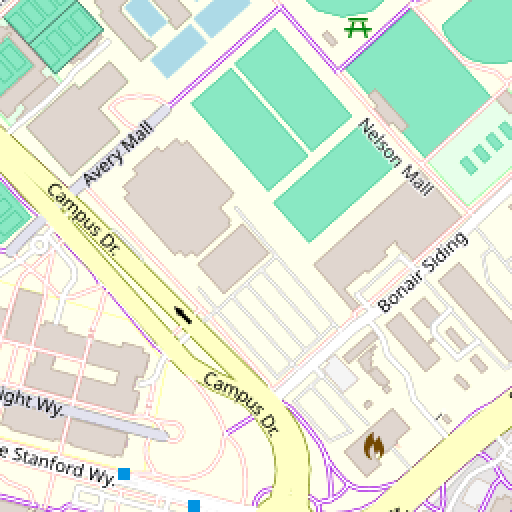 Nelson Mall
Avery Mall
Campus Dr.
Bonair Siding
Campus Dr.
ight Wy.
e Stanford Wy.